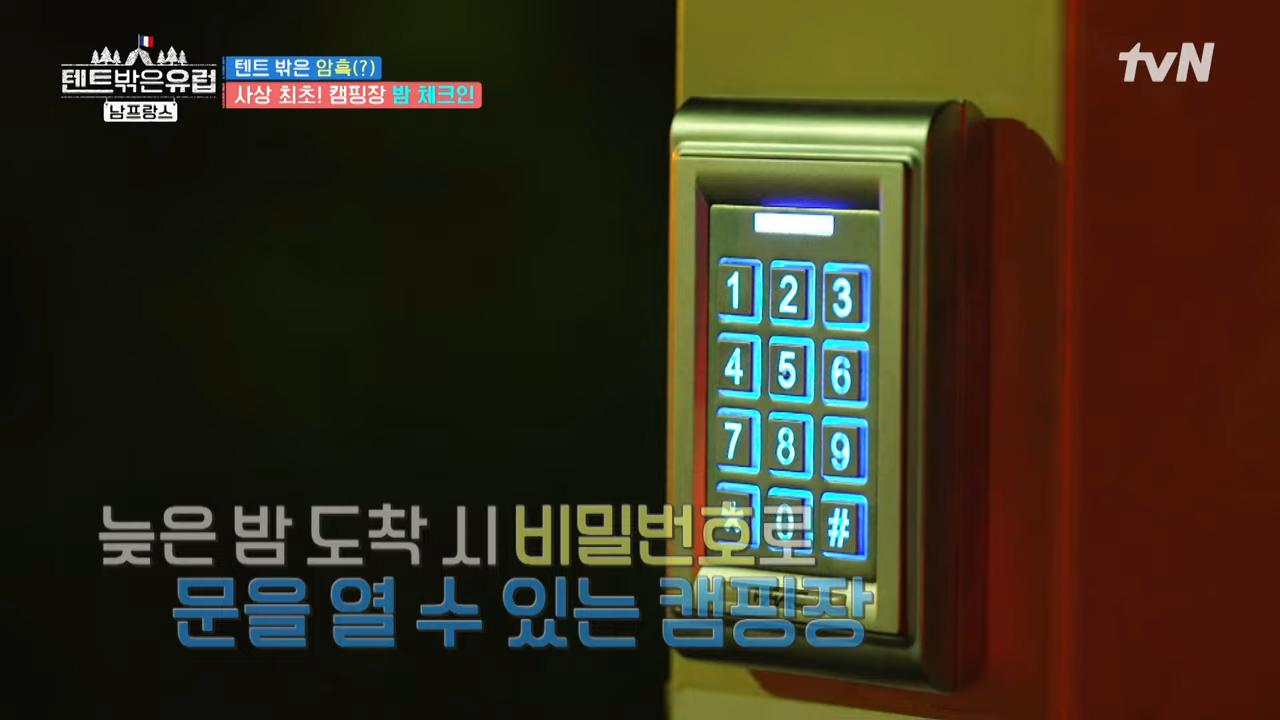 텐트밖은유럽
남프랑스
텐트 밖은 암흑(?)
사상 최초! 캠핑장 밤 체크인
tvN
1 2 3
4 5 6
7 8 9
* 0 #
늦은 밤 도착 시 비밀번호로
문을 열 수 있는 캠핑장